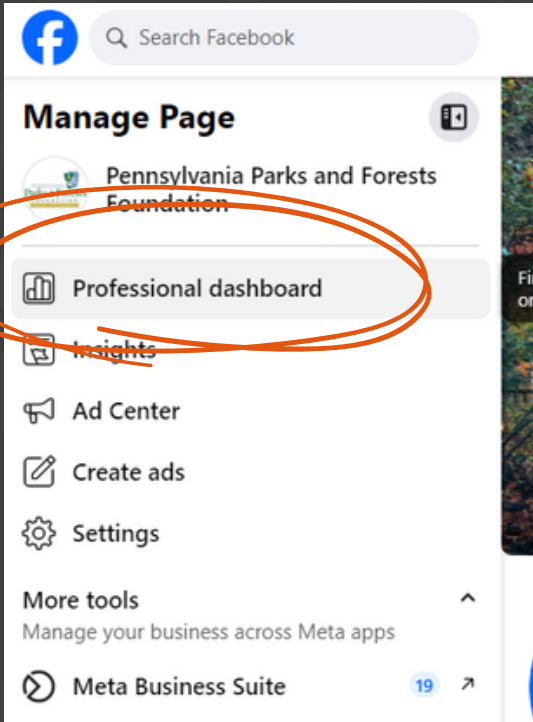 Search Facebook
Manage Page
Pennsylvania Parks and Forests
Foundation
Professional dashboard
Insights
Ad Center
Create ads
Settings
More tools
Manage your business across Meta apps
Meta Business Suite 19